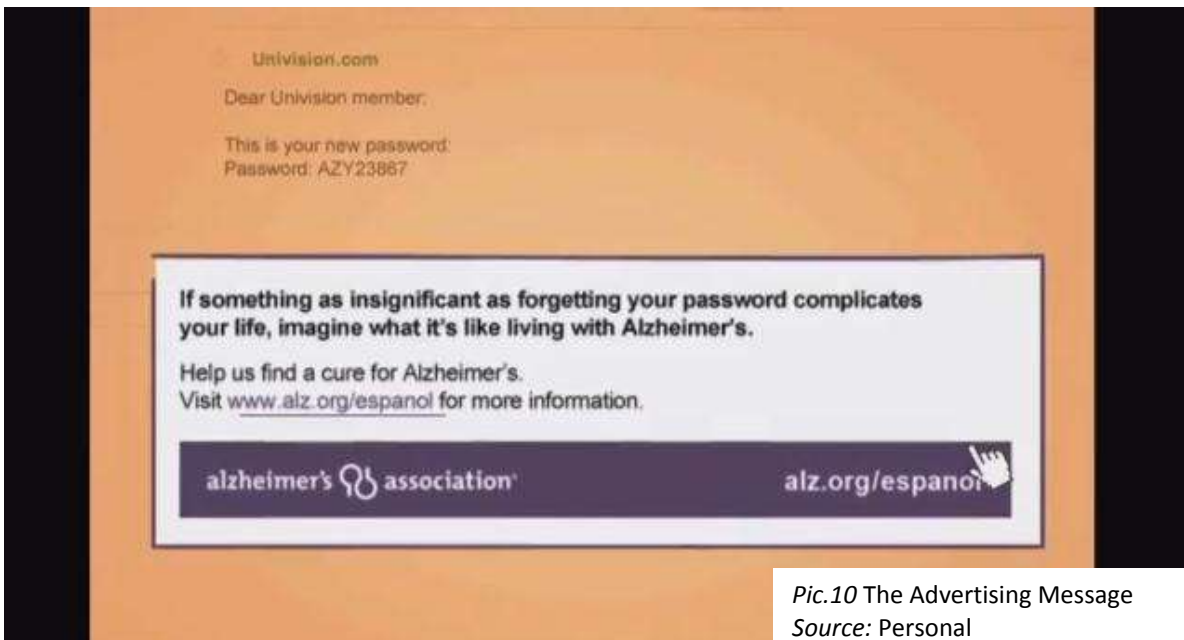 Univision.com
Dear Univision member:
This is your new password:
Password: AZY23867
If something as insignificant as forgetting your password complicates
your life, imagine what it's like living with Alzheimer's.
Help us find a cure for Alzheimer's.
Visit www.alz.org/espanol for more information.
alzheimer's association
alz.org/espanol
Pic.10 The Advertising Message
Source: Personal